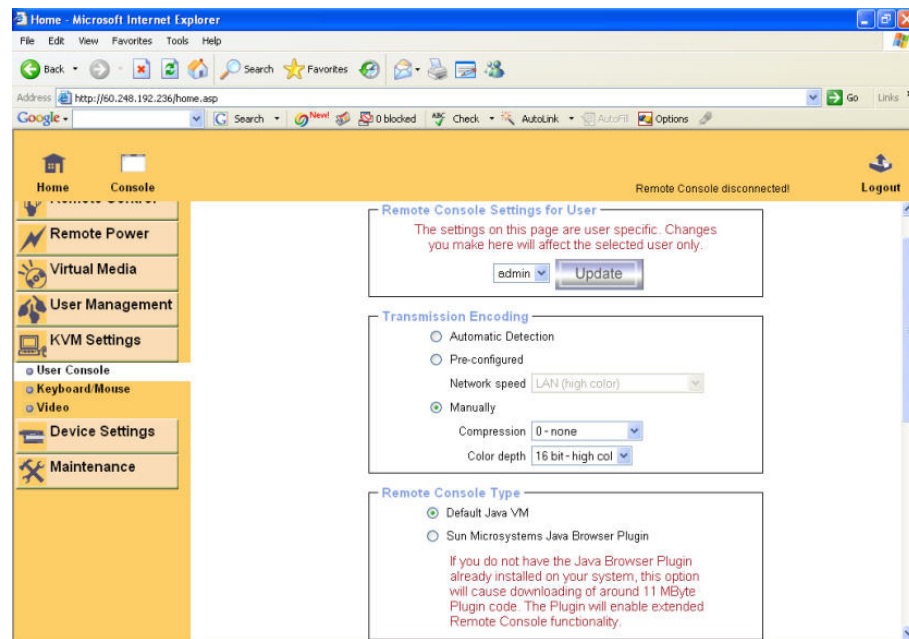 Home - Microsoft Internet Explorer
File Edit View Favorites Tools Help
Back Search Favorites
Address http://60.248.192.236/home.asp Go Links
Google Search New! 0 blocked ABC Check AutoLink AutoFill Options
Home Console Remote Console disconnected! Logout
Remote Control
Remote Power
Virtual Media
User Management
KVM Settings
User Console
Keyboard/Mouse
Video
Device Settings
Maintenance
Remote Console Settings for User
The settings on this page are user specific. Changes
you make here will affect the selected user only.
admin Update
Transmission Encoding
Automatic Detection
Pre-configured
Network speed LAN (high color)
Manually
Compression 0 - none
Color depth 16 bit - high col
Remote Console Type
Default Java VM
Sun Microsystems Java Browser Plugin
If you do not have the Java Browser Plugin
already installed on your system, this option
will cause downloading of around 11 MByte
Plugin code. The Plugin will enable extended
Remote Console functionality.